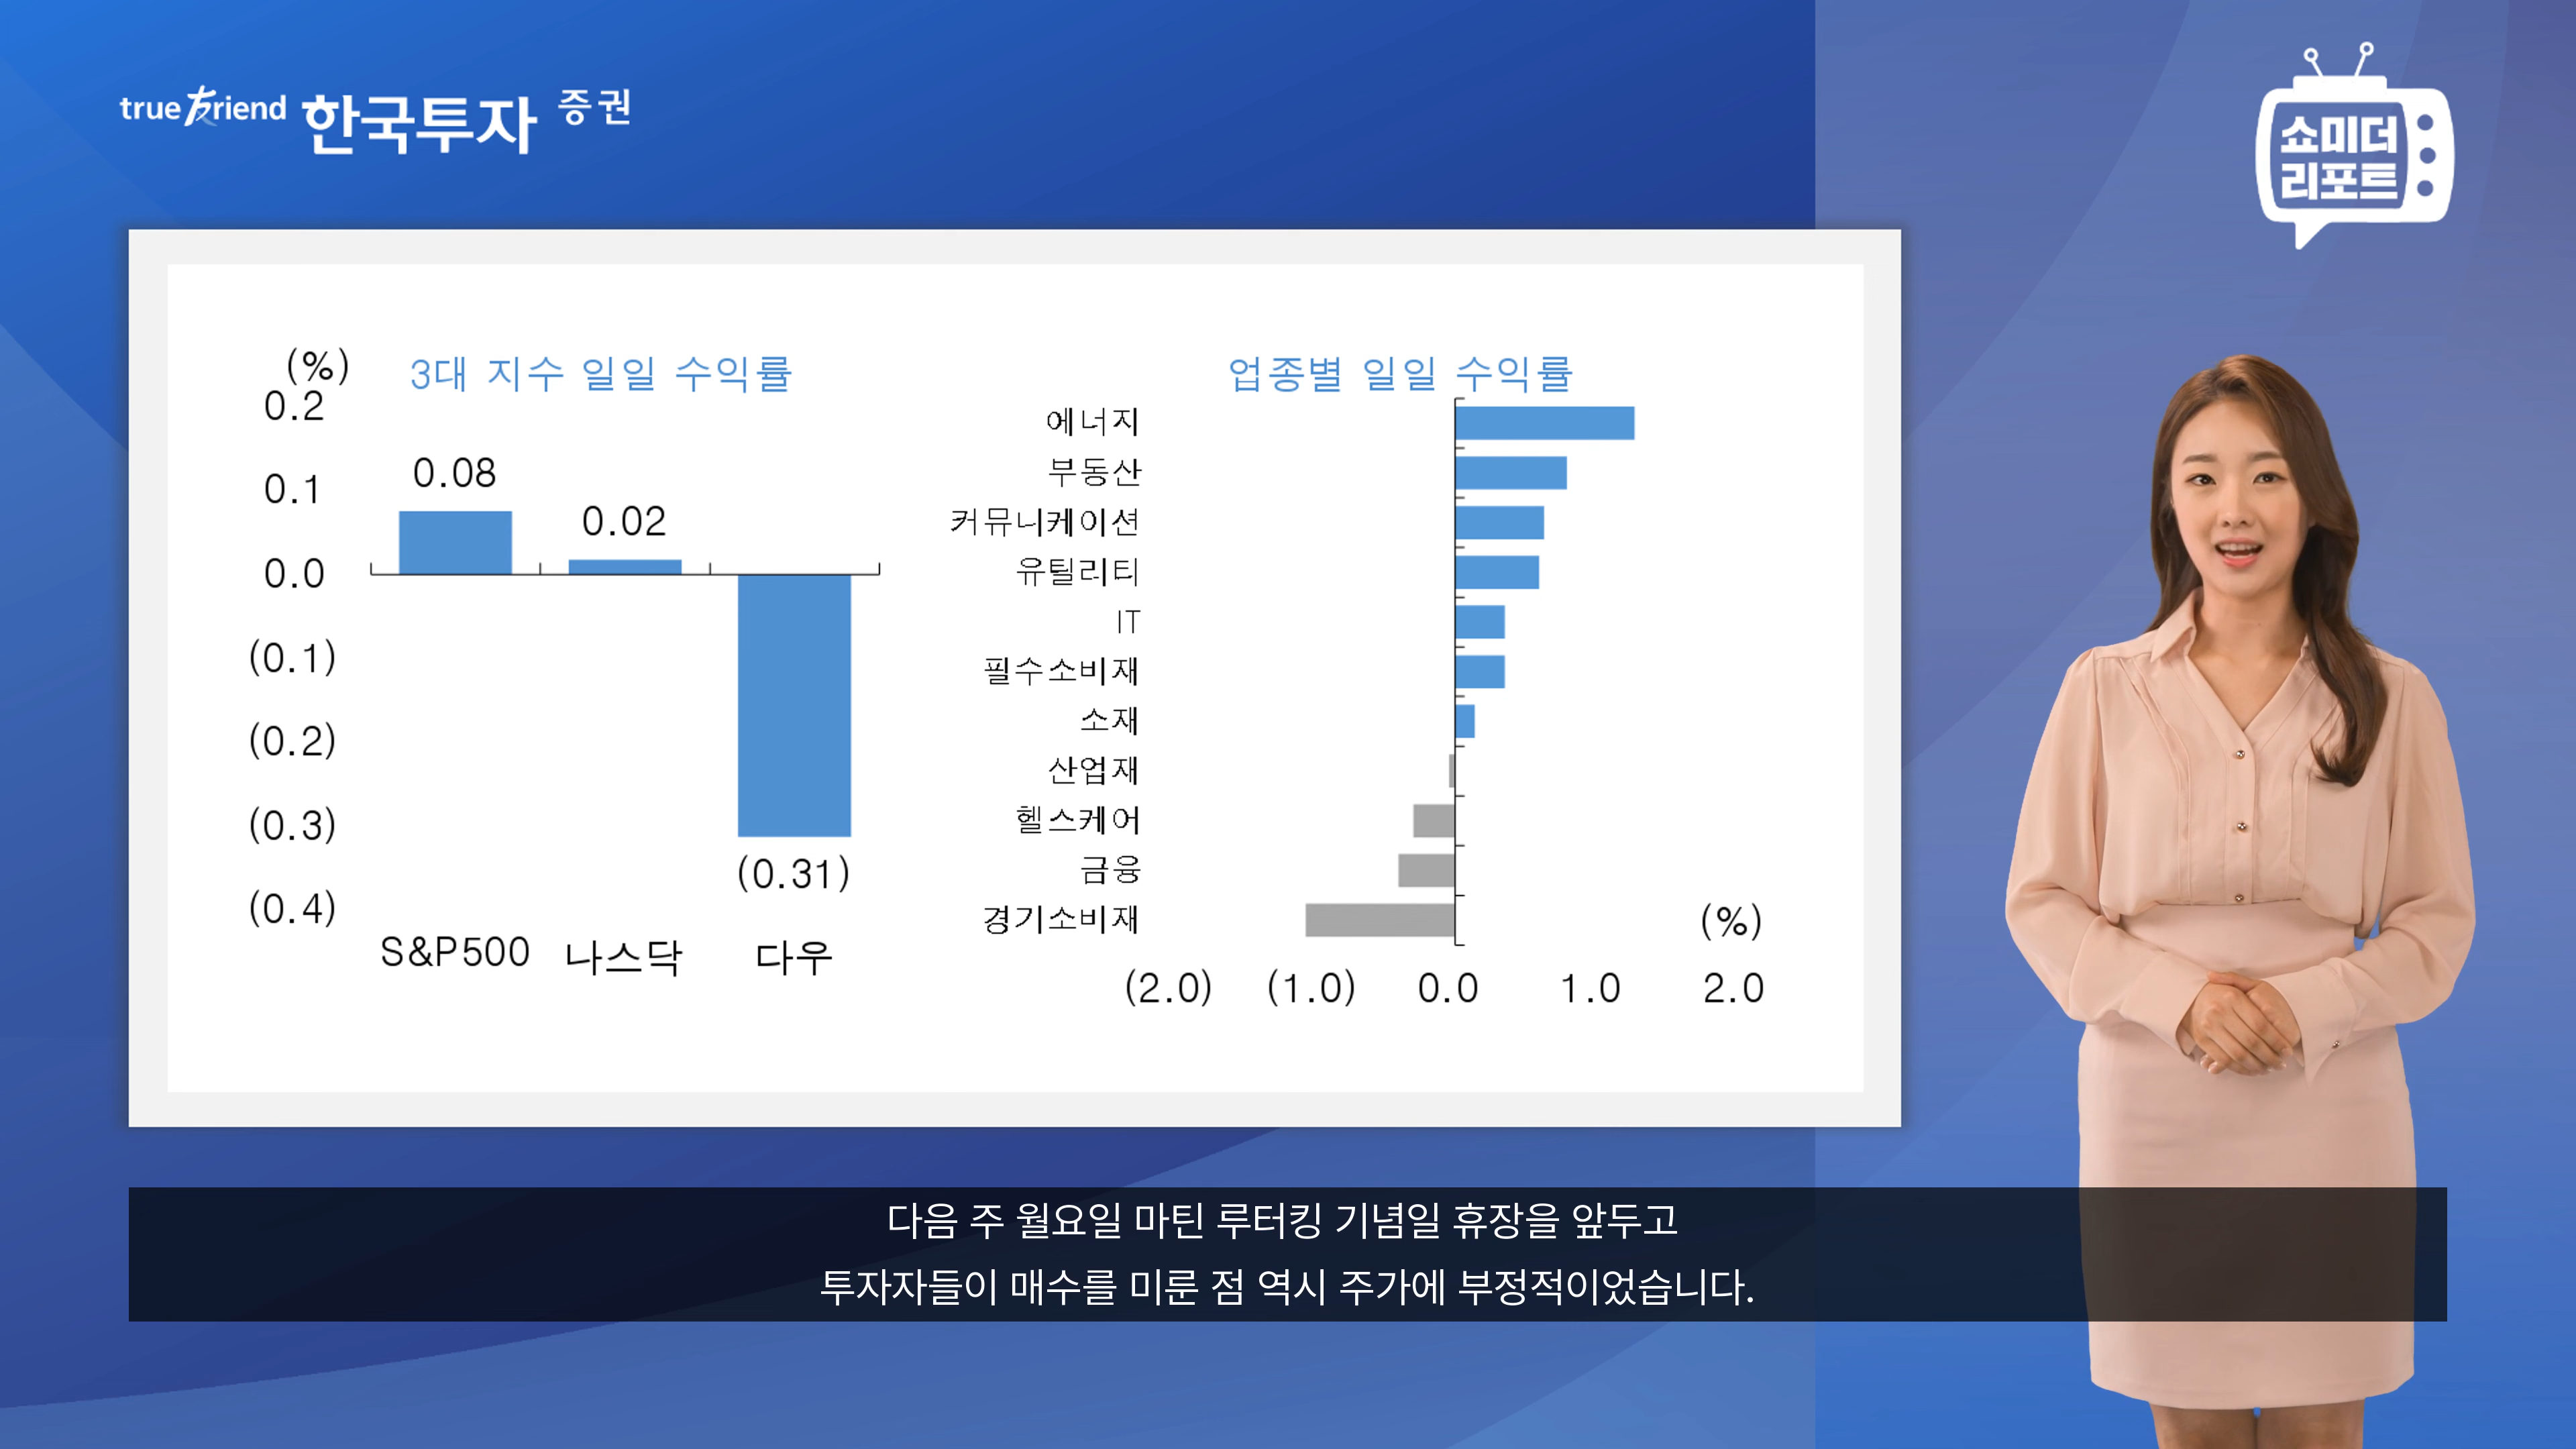 true friend 한국투자 증권
쇼미더
리포트
(%)
3대 지수 일일 수익률
0.2
0.1
0.0
(0.1)
(0.2)
(0.3)
(0.4)
0.08
0.02
(0.31)
S&P500 나스닥 다우
업종별 일일 수익률
에너지
부동산
커뮤니케이션
유틸리티
IT
필수소비재
소재
산업재
헬스케어
금융
경기소비재
(%)
(2.0) (1.0) 0.0 1.0 2.0
다음 주 월요일 마틴 루터킹 기념일 휴장을 앞두고
투자자들이 매수를 미룬 점 역시 주가에 부정적이었습니다.